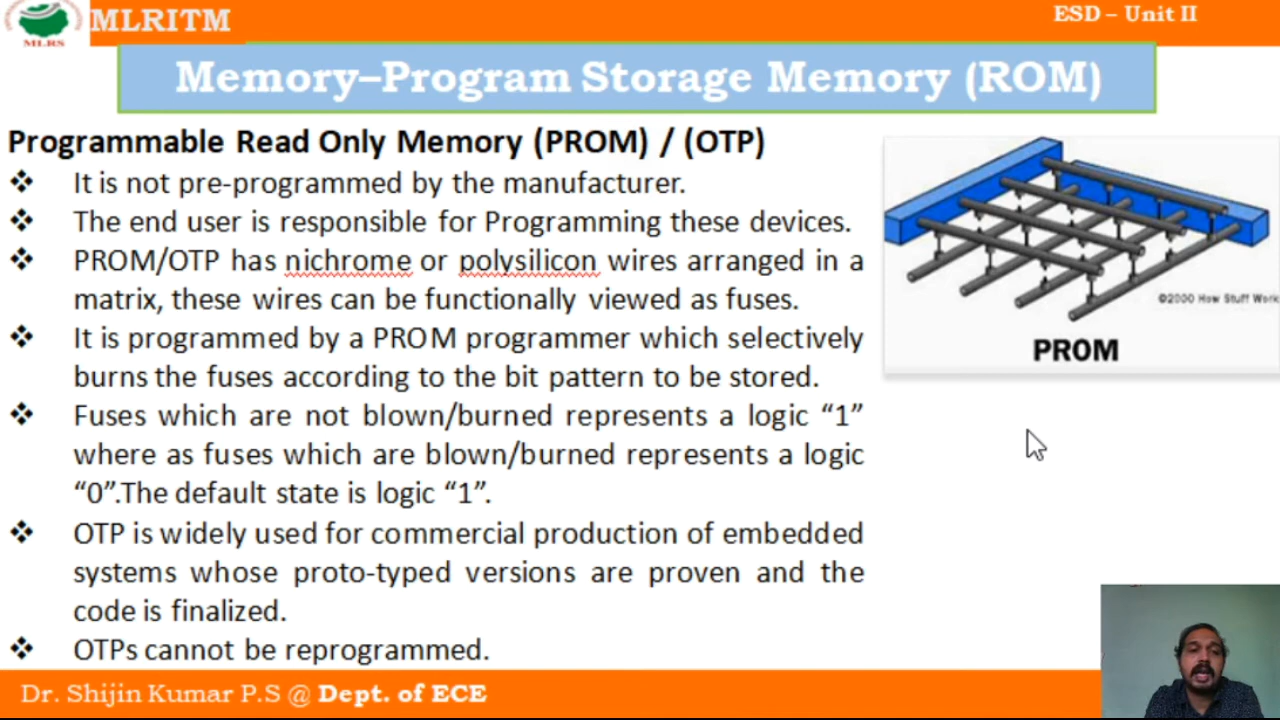 MLRS
MLRITM
ESD – Unit II
Memory–Program Storage Memory (ROM)
Programmable Read Only Memory (PROM) / (OTP)
❖ It is not pre-programmed by the manufacturer.
❖ The end user is responsible for Programming these devices.
❖ PROM/OTP has nichrome or polysilicon wires arranged in a
matrix, these wires can be functionally viewed as fuses.
❖ It is programmed by a PROM programmer which selectively
burns the fuses according to the bit pattern to be stored.
❖ Fuses which are not blown/burned represents a logic “1”
where as fuses which are blown/burned represents a logic
“0”.The default state is logic “1”.
❖ OTP is widely used for commercial production of embedded
systems whose proto-typed versions are proven and the
code is finalized.
❖ OTPs cannot be reprogrammed.
©2000 How Stuff Work
PROM
Dr. Shijin Kumar P.S @ Dept. of ECE